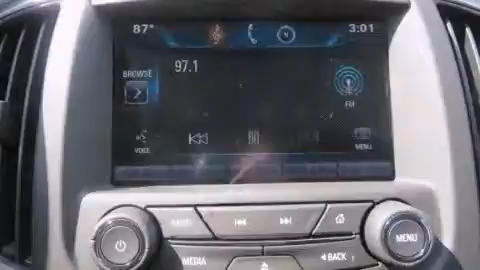 87° N 3:01
97.1
BROWSE
FM
VOICE MENU
MENU
MEDIA
BACK